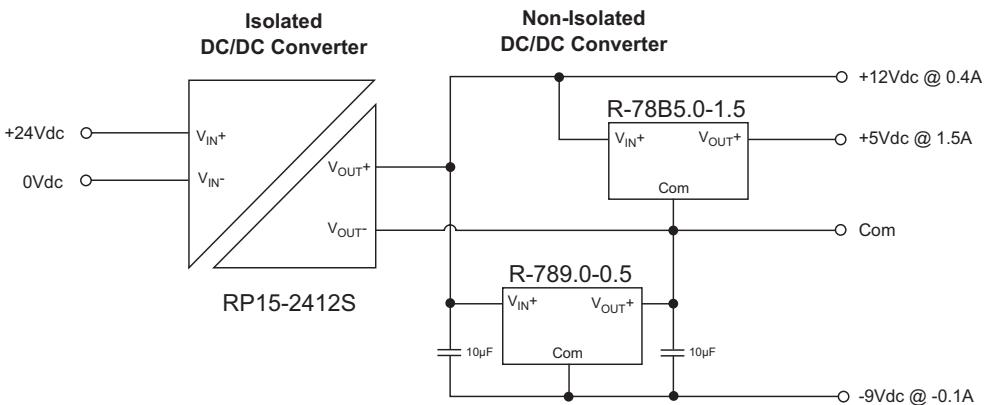 Isolated
DC/DC Converter
Non-Isolated
DC/DC Converter
+12Vdc @ 0.4A
R-78B5.0-1.5
+24Vdc
VIN+
VIN+
VOUT+
+5Vdc @ 1.5A
VOUT+
0Vdc
VIN-
Com
VOUT-
Com
R-789.0-0.5
RP15-2412S
VIN+
VOUT+
10µF
Com
10µF
-9Vdc @ -0.1A